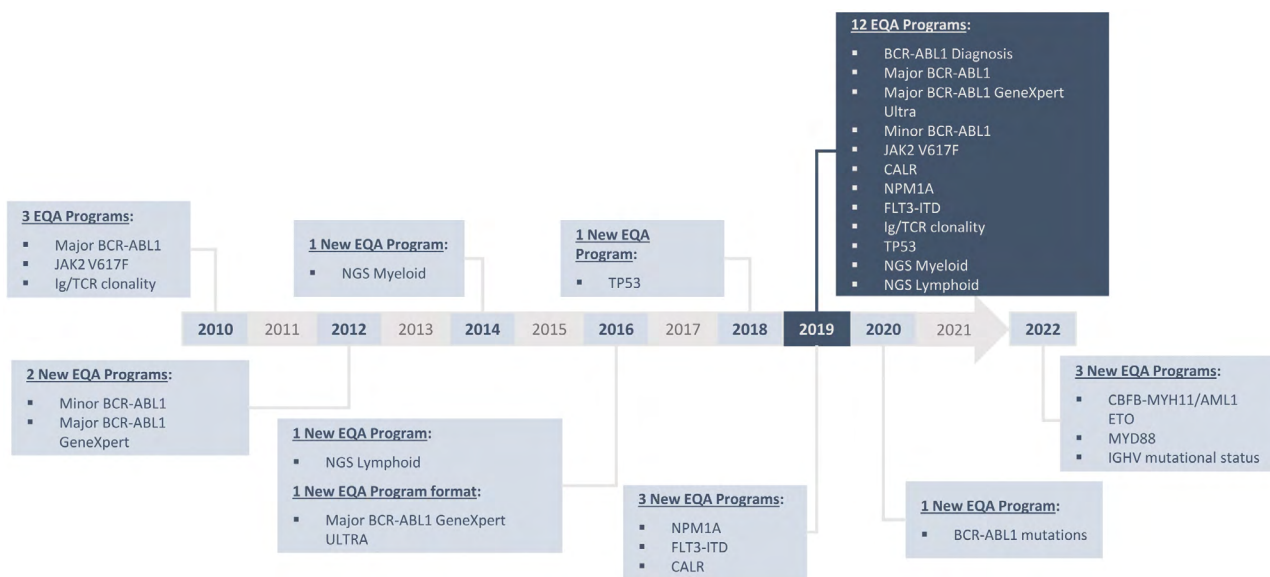 12 EQA Programs:
▪ BCR-ABL1 Diagnosis
▪ Major BCR-ABL1
▪ Major BCR-ABL1 GeneXpert
Ultra
▪ Minor BCR-ABL1
▪ JAK2 V617F
▪ CALR
▪ NPM1A
▪ FLT3-ITD
▪ Ig/TCR clonality
▪ TP53
▪ NGS Myeloid
▪ NGS Lymphoid
3 EQA Programs:
▪ Major BCR-ABL1
▪ JAK2 V617F
▪ Ig/TCR clonality
1 New EQA Program:
▪ NGS Myeloid
1 New EQA
Program:
▪ TP53
2010 2011 2012 2013 2014 2015 2016 2017 2018 2019 2020 2021 2022
2 New EQA Programs:
▪ Minor BCR-ABL1
▪ Major BCR-ABL1
GeneXpert
1 New EQA Program:
▪ NGS Lymphoid
1 New EQA Program format:
▪ Major BCR-ABL1 GeneXpert
ULTRA
3 New EQA Programs:
▪ NPM1A
▪ FLT3-ITD
▪ CALR
1 New EQA Program:
▪ BCR-ABL1 mutations
3 New EQA Programs:
▪ CBFB-MYH11/AML1
ETO
▪ MYD88
▪ IGHV mutational status